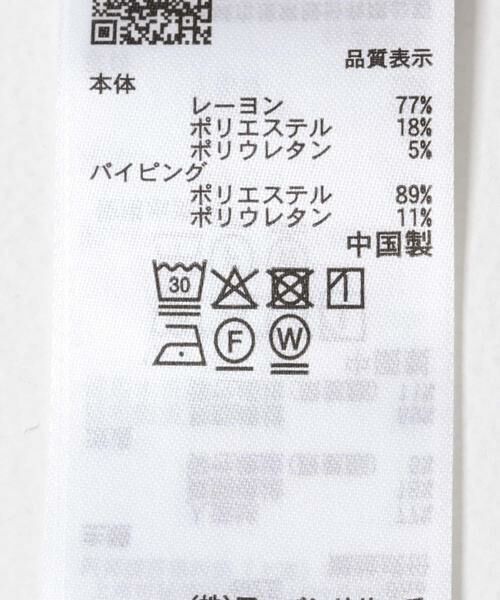 品質表示
本体
レーヨン 77%
ポリエステル 18%
ポリウレタン 5%
パイピング
ポリエステル 89%
ポリウレタン 11%
中国製
30
F W